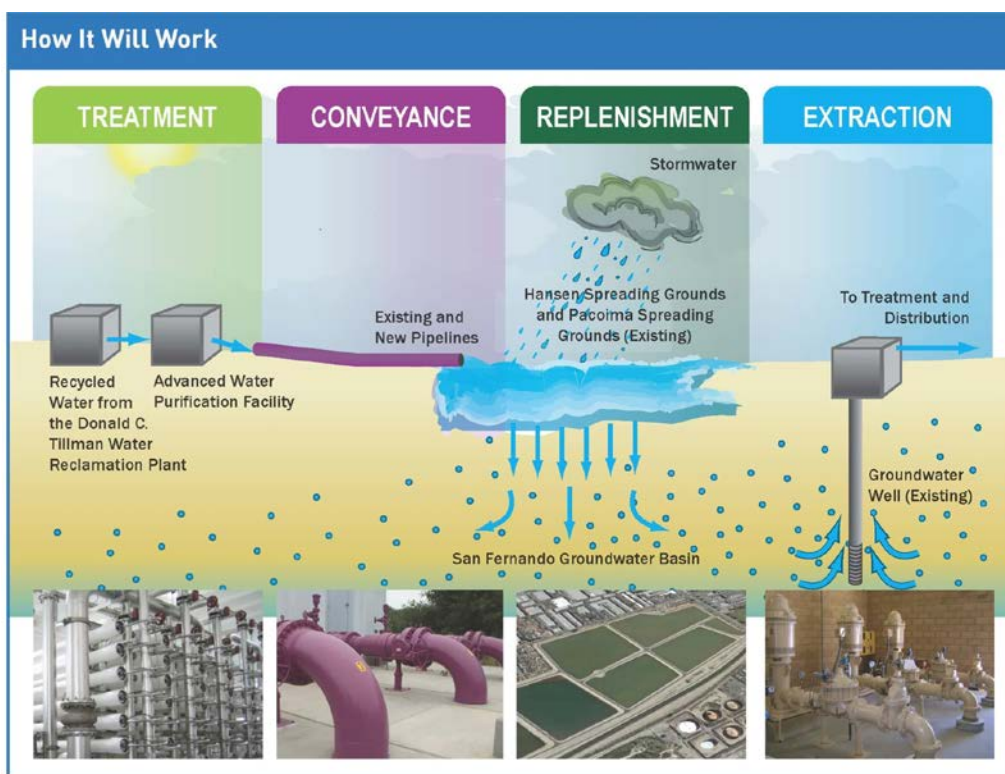 How It Will Work
TREATMENT
CONVEYANCE
REPLENISHMENT
EXTRACTION
Stormwater
Hansen Spreading Grounds
and Pacoima Spreading
Grounds (Existing)
To Treatment and
Distribution
Existing and
New Pipelines
Recycled
Water from
the Donald C.
Tillman Water
Reclamation Plant
Advanced Water
Purification Facility
Groundwater
Well (Existing)
San Fernando Groundwater Basin